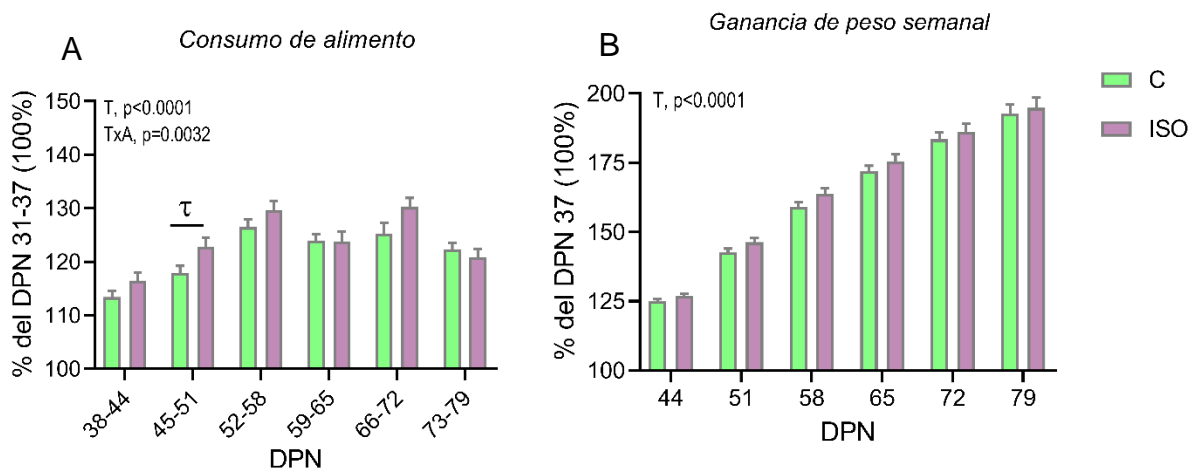 A
Consumo de alimento
% del DPN 31-37 (100%)
150
140
130
120
110
100
T, p<0.0001
TxA, p=0.0032
τ
38-44
45-51
52-58
59-65
66-72
73-79
DPN
B
Ganancia de peso semanal
% del DPN 37 (100%)
200
175
150
125
100
T, p<0.0001
44
51
58
65
72
79
DPN
C
ISO